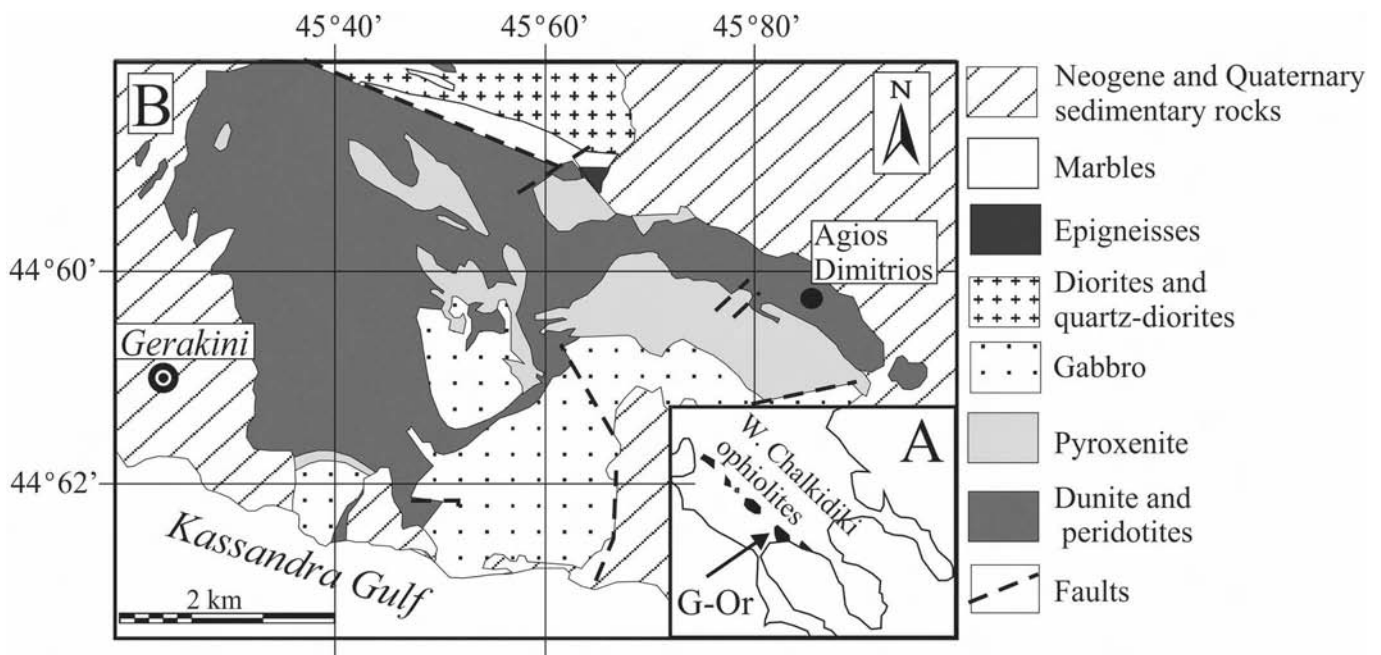 45°40' 45°60' 45°80'
B
N
44°60'
44°62'
Agios
Dimitrios
Gerakini
Kassandra Gulf
2 km
A
W. Chalkidiki
ophiolites
G-Or
Neogene and Quaternary
sedimentary rocks
Marbles
Epigneisses
Diorites and
quartz-diorites
Gabbro
Pyroxenite
Dunite and
peridotites
Faults